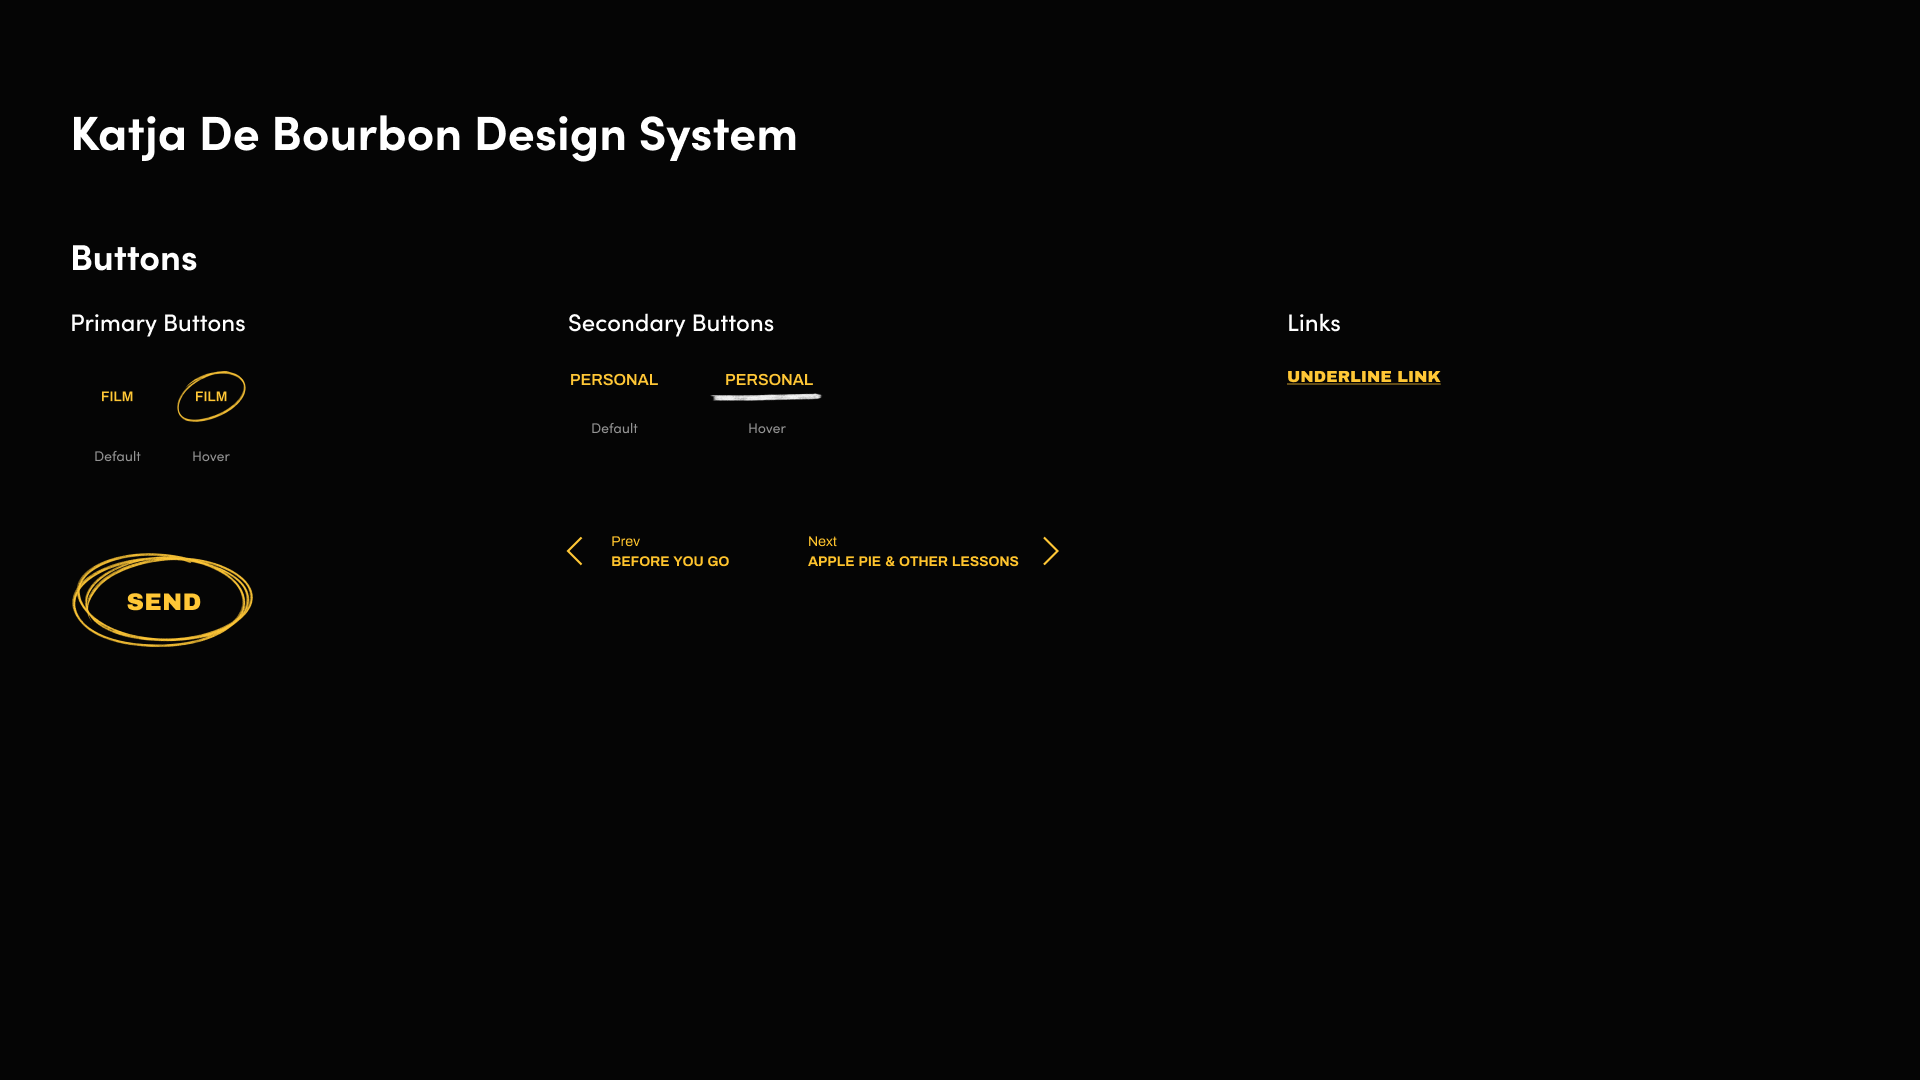 Katja De Bourbon Design System
Buttons
Primary Buttons
FILM
FILM
Default
Hover
SEND
Secondary Buttons
PERSONAL
PERSONAL
Default
Hover
Prev
BEFORE YOU GO
Next
APPLE PIE & OTHER LESSONS
Links
UNDERLINE LINK